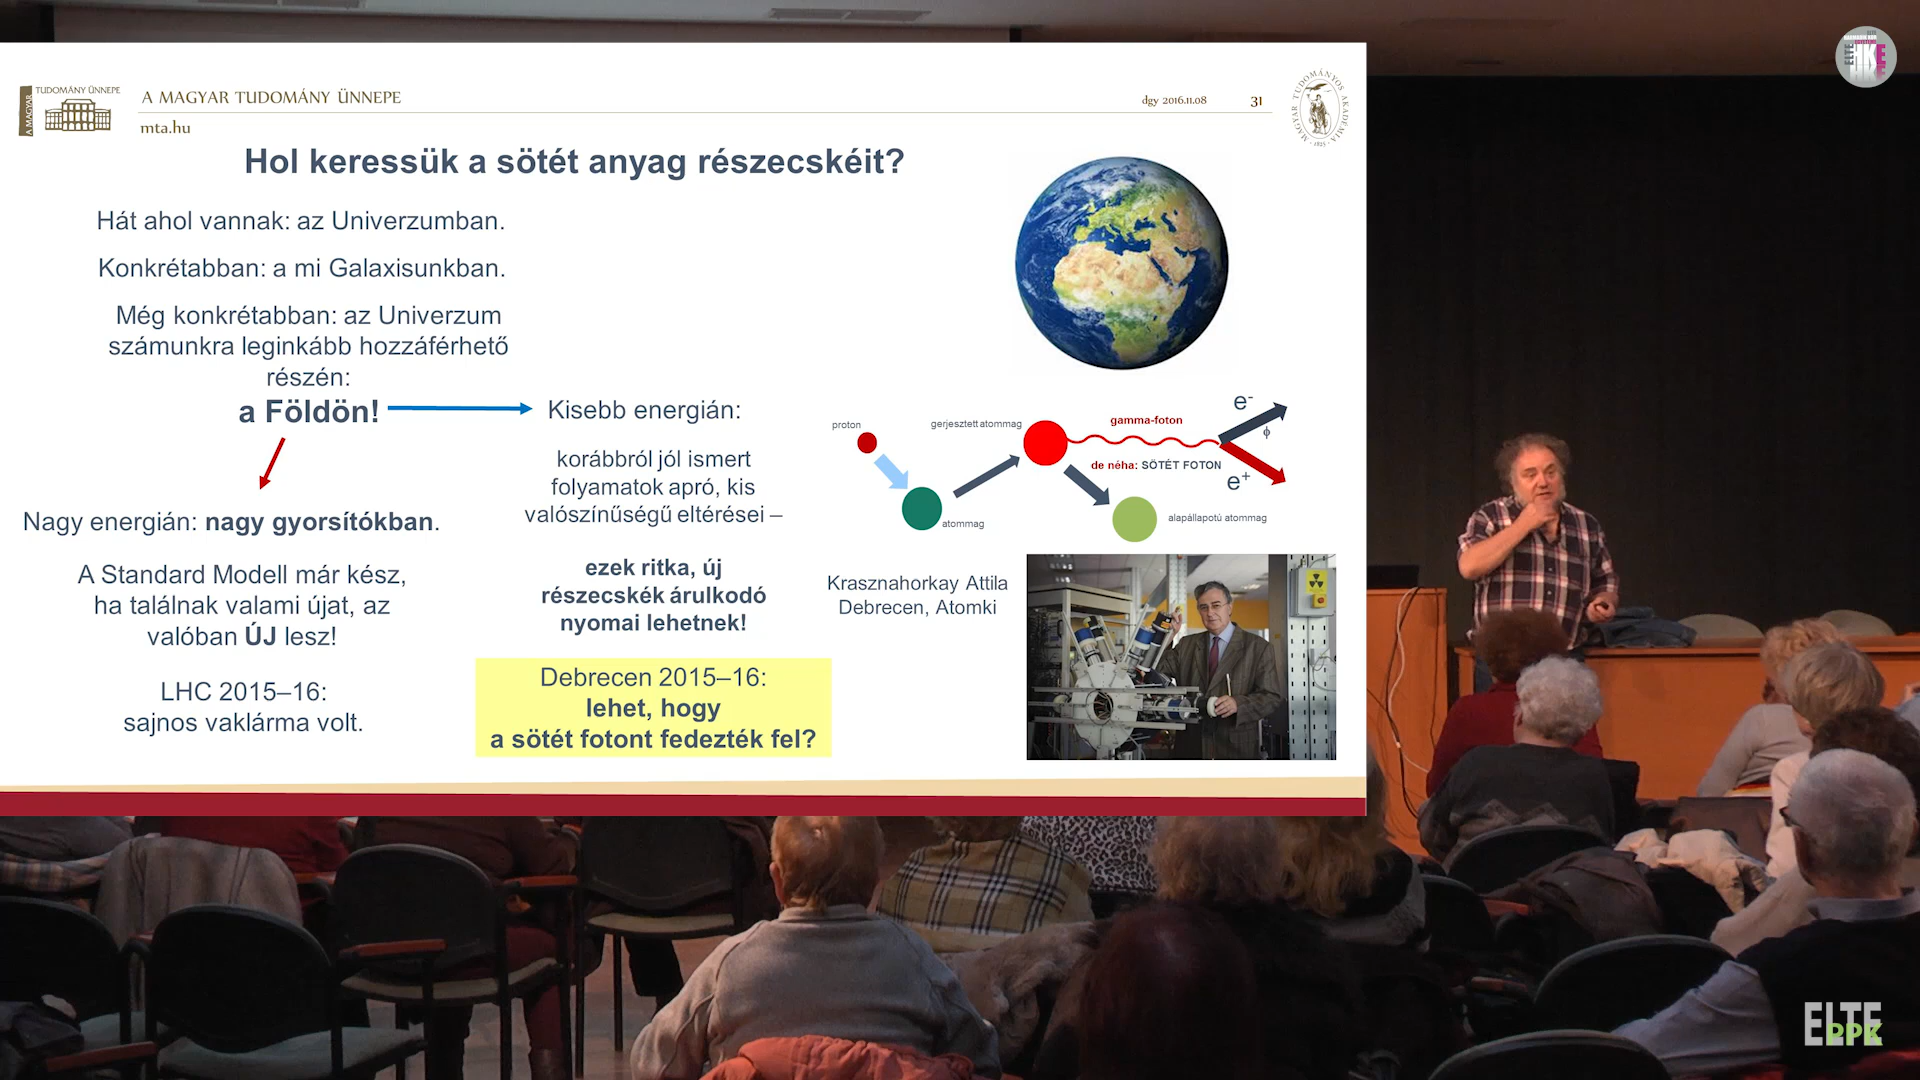 TUDOMÁNY ÜNNEPE
A MAGYAR
A MAGYAR TUDOMÁNY ÜNNEPE
mta.hu
dgy 2016.11.08
31
MAGYAR TUDOMÁNYOS AKADÉMIA
1825
Hol keressük a sötét anyag részecskéit?
Hát ahol vannak: az Univerzumban.
Konkrétabban: a mi Galaxisunkban.
Még konkrétabban: az Univerzum
számunkra leginkább hozzáférhető
részén:
a Földön!
Nagy energián: nagy gyorsítókban.
A Standard Modell már kész,
ha találnak valami újat, az
valóban ÚJ lesz!
LHC 2015–16:
sajnos vaklárma volt.
Kisebb energián:
korábbról jól ismert
folyamatok apró, kis
valószínűségű eltérései –
ezek ritka, új
részecskék árulkodó
nyomai lehetnek!
Debrecen 2015–16:
lehet, hogy
a sötét fotont fedezték fel?
proton
atommag
gerjesztett atommag
gamma-foton
de néha: SÖTÉT FOTON
e-
ϕ
e+
alapállapotú atommag
Krasznahorkay Attila
Debrecen, Atomki
ELTE
PPK